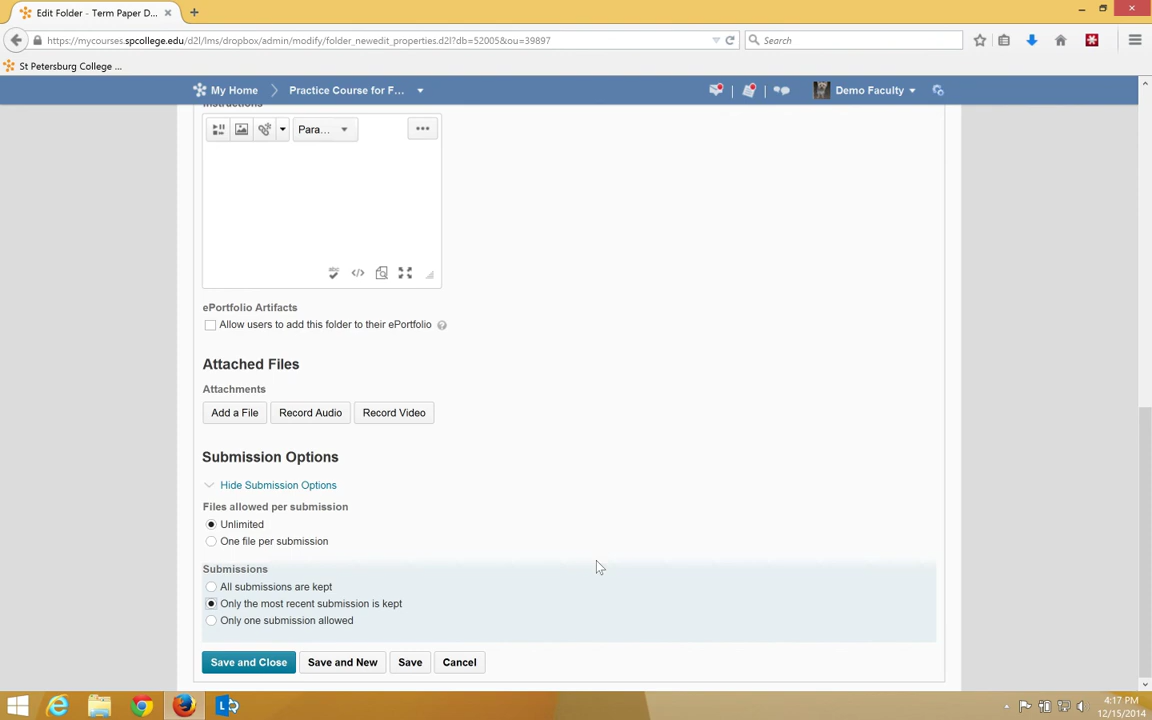 Edit Folder - Term Paper D...
https://mycourses.spcollege.edu/d2l/lms/dropbox/admin/modify/folder_newedit_properties.d2l?db=52005&ou=39897
Search
St Petersburg College ...
My Home
Practice Course for F...
Demo Faculty
Instructions
Para...
ePortfolio Artifacts
Allow users to add this folder to their ePortfolio
Attached Files
Attachments
Add a File
Record Audio
Record Video
Submission Options
Hide Submission Options
Files allowed per submission
Unlimited
One file per submission
Submissions
All submissions are kept
Only the most recent submission is kept
Only one submission allowed
Save and Close
Save and New
Save
Cancel
4:17 PM
12/15/2014